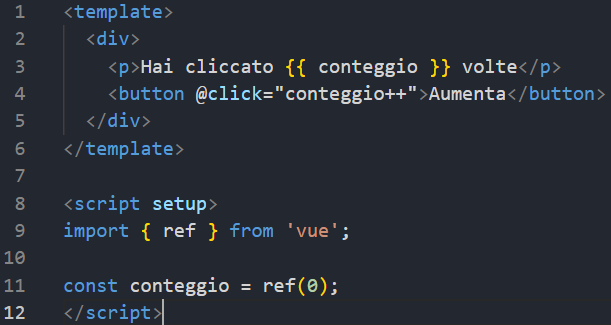 1 <template>
2   <div>
3     <p>Hai cliccato {{ conteggio }} volte</p>
4     <button @click="conteggio++">Aumenta</button>
5   </div>
6 </template>
7
8 <script setup>
9 import { ref } from 'vue';
10
11 const conteggio = ref(0);
12 </script>